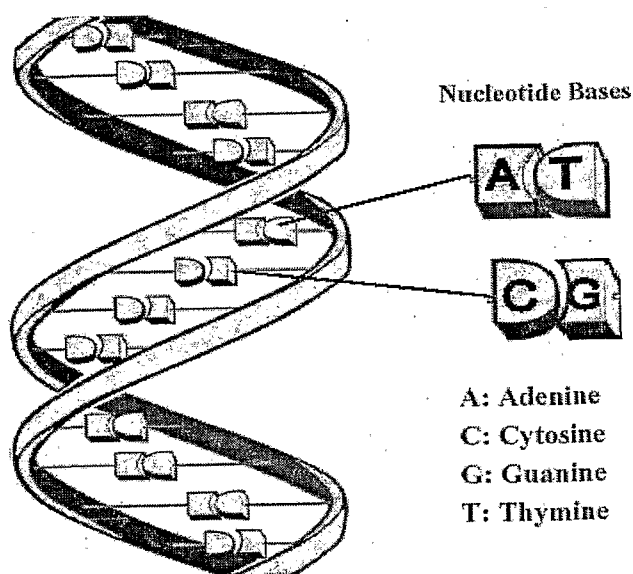 Nucleotide Bases
A T
C G
A: Adenine
C: Cytosine
G: Guanine
T: Thymine